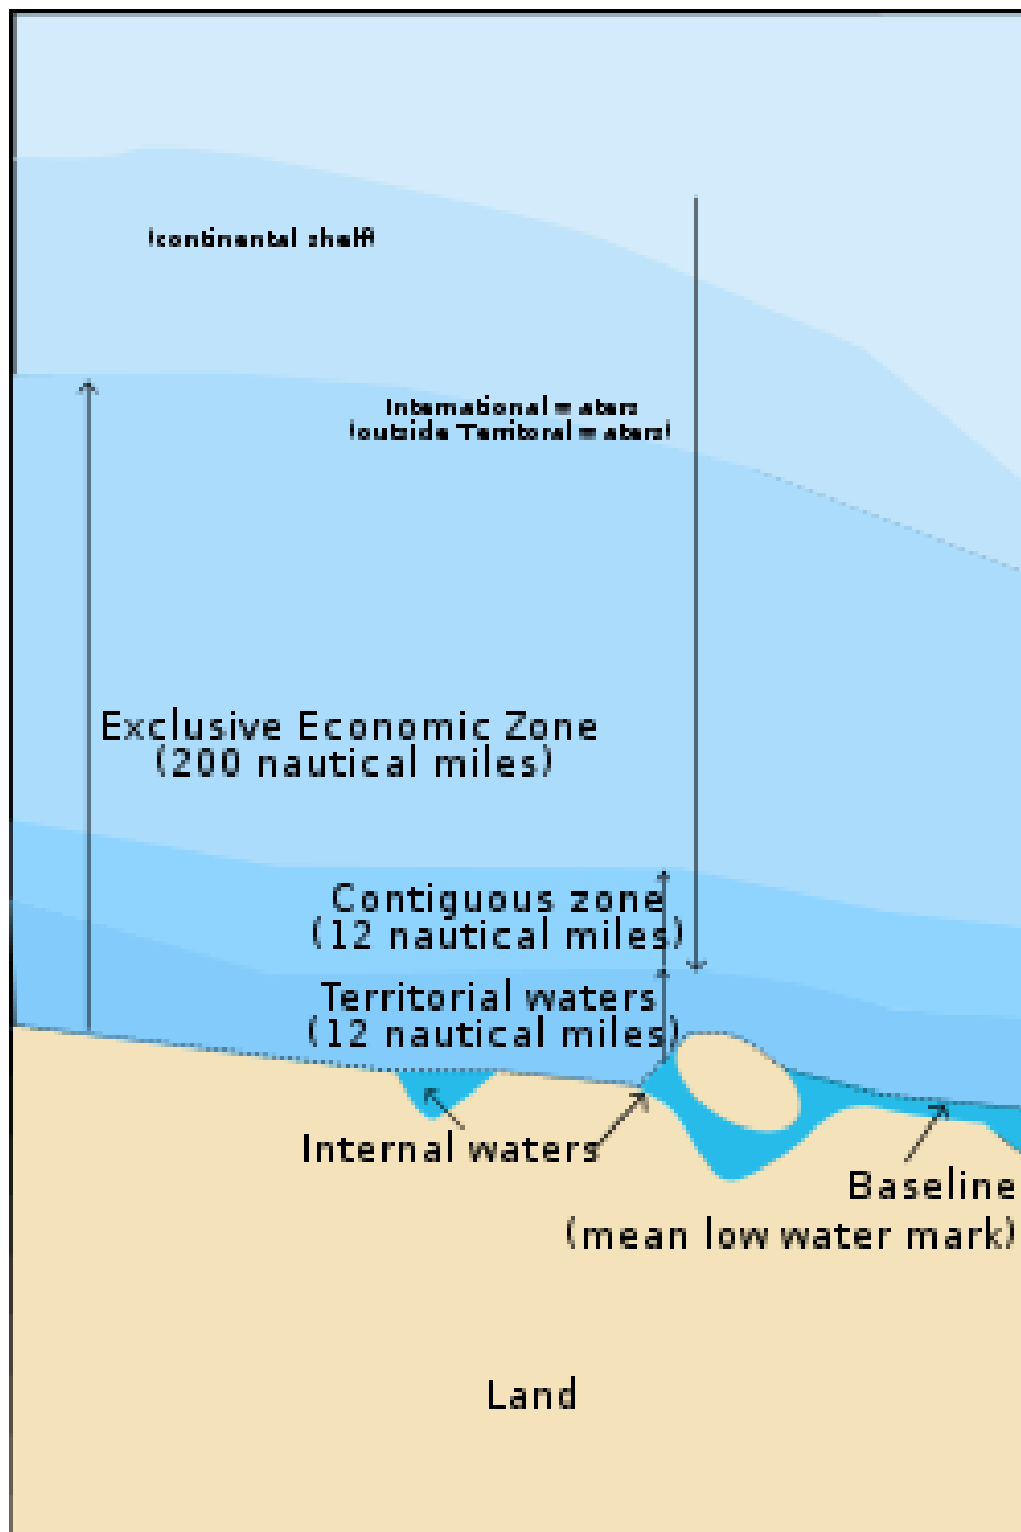 (continental shelf)
International waters
(outside Territoral waters)
Exclusive Economic Zone
(200 nautical miles)
Contiguous zone
(12 nautical miles)
Territorial waters
(12 nautical miles)
Internal waters
Baseline
(mean low water mark)
Land